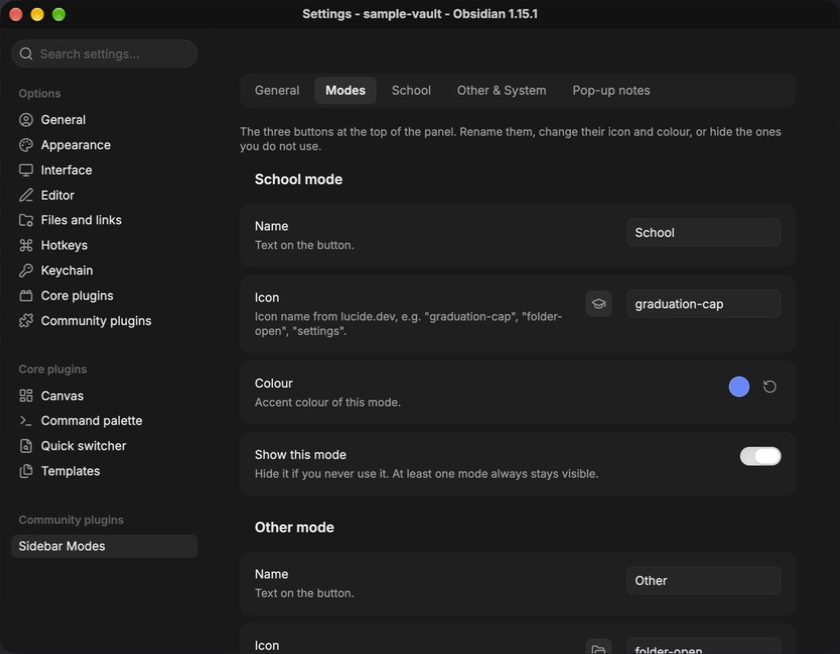 Settings - sample-vault - Obsidian 1.15.1
Search settings...
Options
General
Appearance
Interface
Editor
Files and links
Hotkeys
Keychain
Core plugins
Community plugins
Core plugins
Canvas
Command palette
Quick switcher
Templates
Community plugins
Sidebar Modes
General Modes School Other & System Pop-up notes
The three buttons at the top of the panel. Rename them, change their icon and colour, or hide the ones
you do not use.
School mode
Name
Text on the button.
School
Icon
Icon name from lucide.dev, e.g. "graduation-cap", "folder-
open", "settings".
graduation-cap
Colour
Accent colour of this mode.
Show this mode
Hide it if you never use it. At least one mode always stays visible.
Other mode
Name
Text on the button.
Other
Icon
folder-open